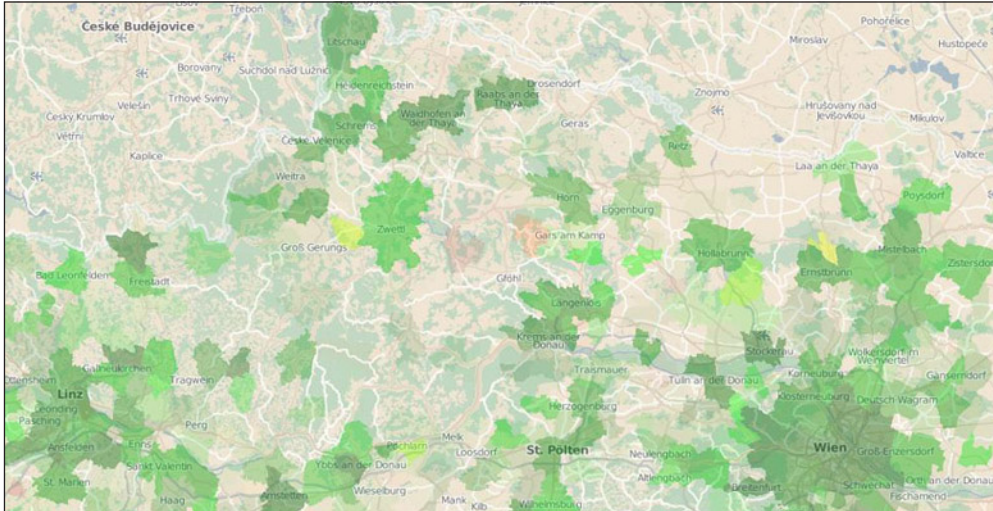 České Budějovice
Třeboň
Pohořelice
Borovany
Suchdol nad Lužnicí
Litschau
Miroslav
Hustopeče
Velešín
Trhové Sviny
Heidenreichstein
Raabs an der
Thaya
Drosendorf
Znojmo
Hrušovany nad
Jevišovkou
Český Krumlov
Waidhofen an
der Thaya
Mikulov
Větřní
Schrems
Geras
České Velenice
Retz
Valtice
Kaplice
Laa an der Thaya
Weitra
Horn
Poysdorf
Eggenburg
Zwettl
Groß Gerungs
Gars am Kamp
Hollabrunn
Mistelbach
Bad Leonfelden
Freistadt
Gföhl
Ernstbrunn
Zistersdorf
Langenlois
Krems an der
Donau
Stockerau
Wolkersdorf im
Weinviertel
Ottensheim
Gallneukirchen
Tragwein
Traismauer
Tulln an der Donau
Korneuburg
Gänserndorf
Linz
Klosterneuburg
Deutsch Wagram
Leonding
Pasching
Perg
Herzogenburg
Ansfelden
Enns
Pöchlarn
Melk
Loosdorf
St. Pölten
Neulengbach
Wien
Groß-Enzersdorf
St. Marien
Sankt Valentin
Ybbs an der Donau
Wieselburg
Altlengbach
Breitenfurt
Schwechat
Orth an der Donau
Haag
Amstetten
Mank
Kilb
Wilhelmsburg
Fischamend